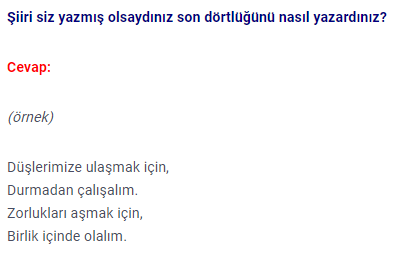 Şiiri siz yazmış olsaydınız son dörtlüğünü nasıl yazardınız?
Cevap:
(örnek)
Düşlerimize ulaşmak için,
Durmadan çalışalım.
Zorlukları aşmak için,
Birlik içinde olalım.